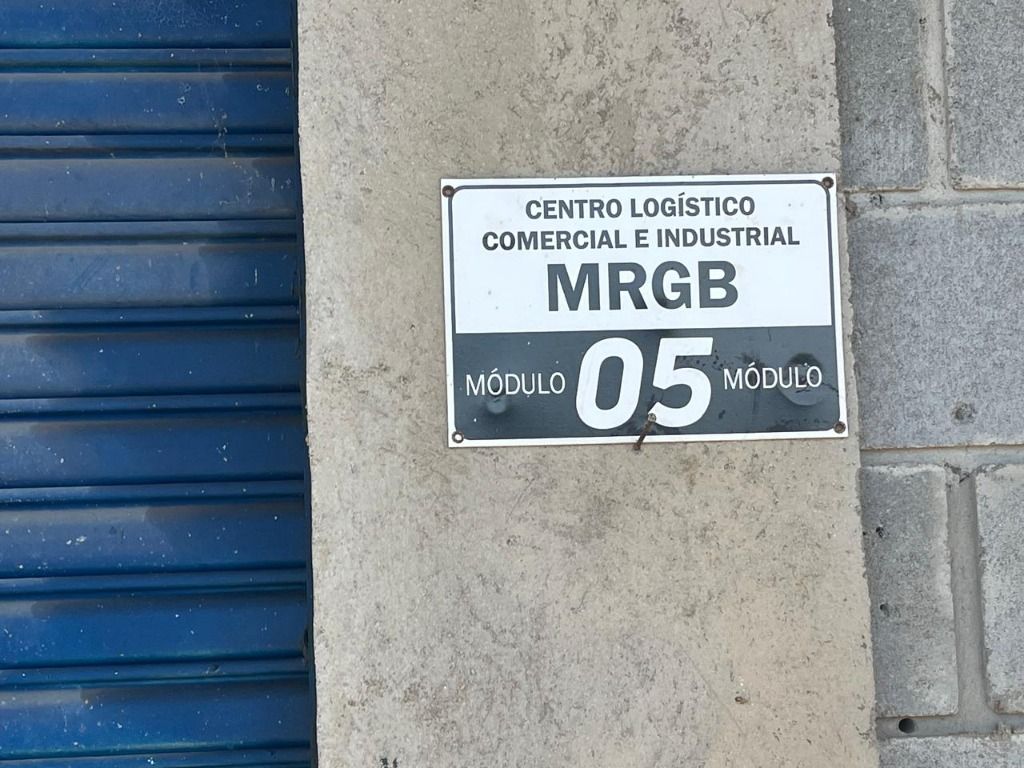 CENTRO LOGÍSTICO
COMERCIAL E INDUSTRIAL
MRGB
MÓDULO 05 MÓDULO